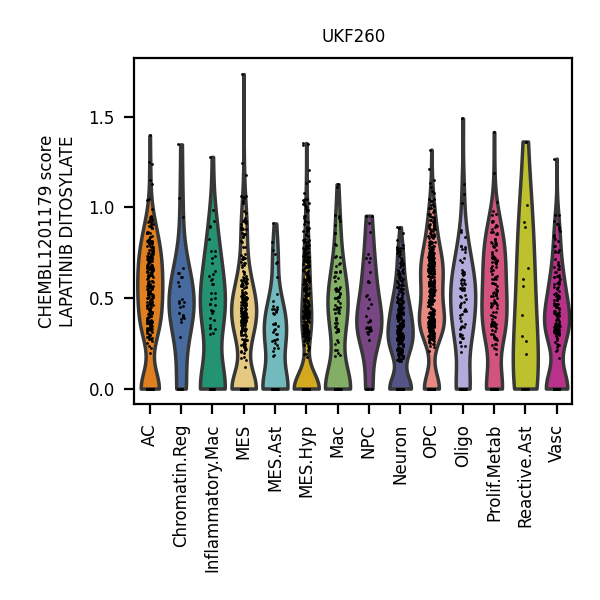 UKF260
CHEMBL1201179 score
LAPATINIB DITOSYLATE
1.5
1.0
0.5
0.0
AC
Chromatin.Reg
Inflammatory.Mac
MES
MES.Ast
MES.Hyp
Mac
NPC
Neuron
OPC
Oligo
Prolif.Metab
Reactive.Ast
Vasc